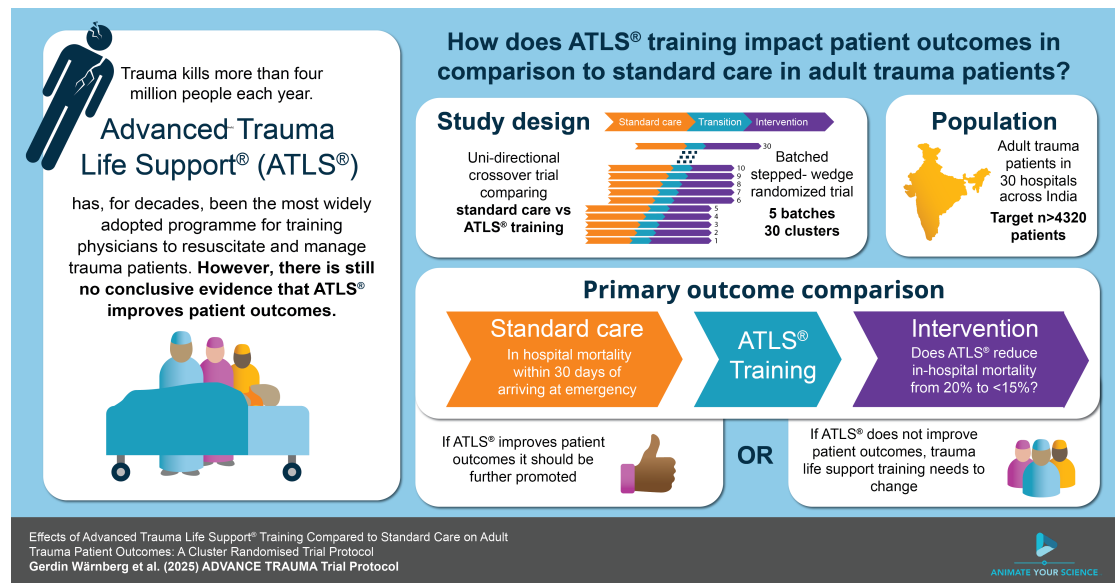 Trauma kills more than four
million people each year.
Advanced Trauma
Life Support® (ATLS®)
has, for decades, been the most widely
adopted programme for training
physicians to resuscitate and manage
trauma patients. However, there is still
no conclusive evidence that ATLS®
improves patient outcomes.
How does ATLS® training impact patient outcomes in
comparison to standard care in adult trauma patients?
Study design
Standard care
Transition
Intervention
Uni-directional
crossover trial
comparing
standard care vs
ATLS® training
30
10
9
8
7
6
5
4
3
2
1
Batched
stepped- wedge
randomized trial
5 batches
30 clusters
Population
Adult trauma
patients in
30 hospitals
across India
Target n>4320
patients
Primary outcome comparison
Standard care
In hospital mortality
within 30 days of
arriving at emergency
ATLS®
Training
Intervention
Does ATLS® reduce
in-hospital mortality
from 20% to <15%?
If ATLS® improves patient
outcomes it should be
further promoted
OR
If ATLS® does not improve
patient outcomes, trauma
life support training needs to
change
Effects of Advanced Trauma Life Support® Training Compared to Standard Care on Adult
Trauma Patient Outcomes: A Cluster Randomised Trial Protocol
Gerdin Wärnberg et al. (2025) ADVANCE TRAUMA Trial Protocol
ANIMATE YOUR SCIENCE